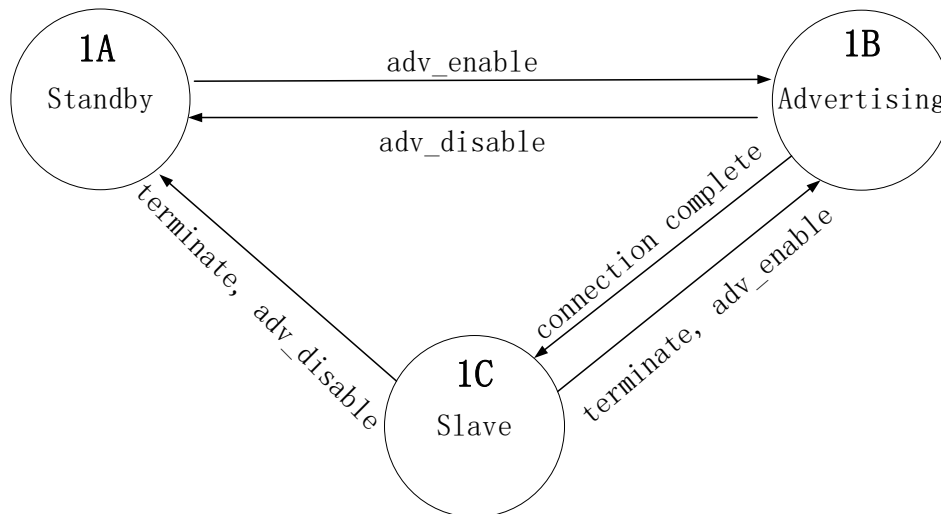 1A
Standby
1B
Advertising
adv_enable
adv_disable
connection complete
terminate, adv_enable
terminate, adv_disable
1C
Slave